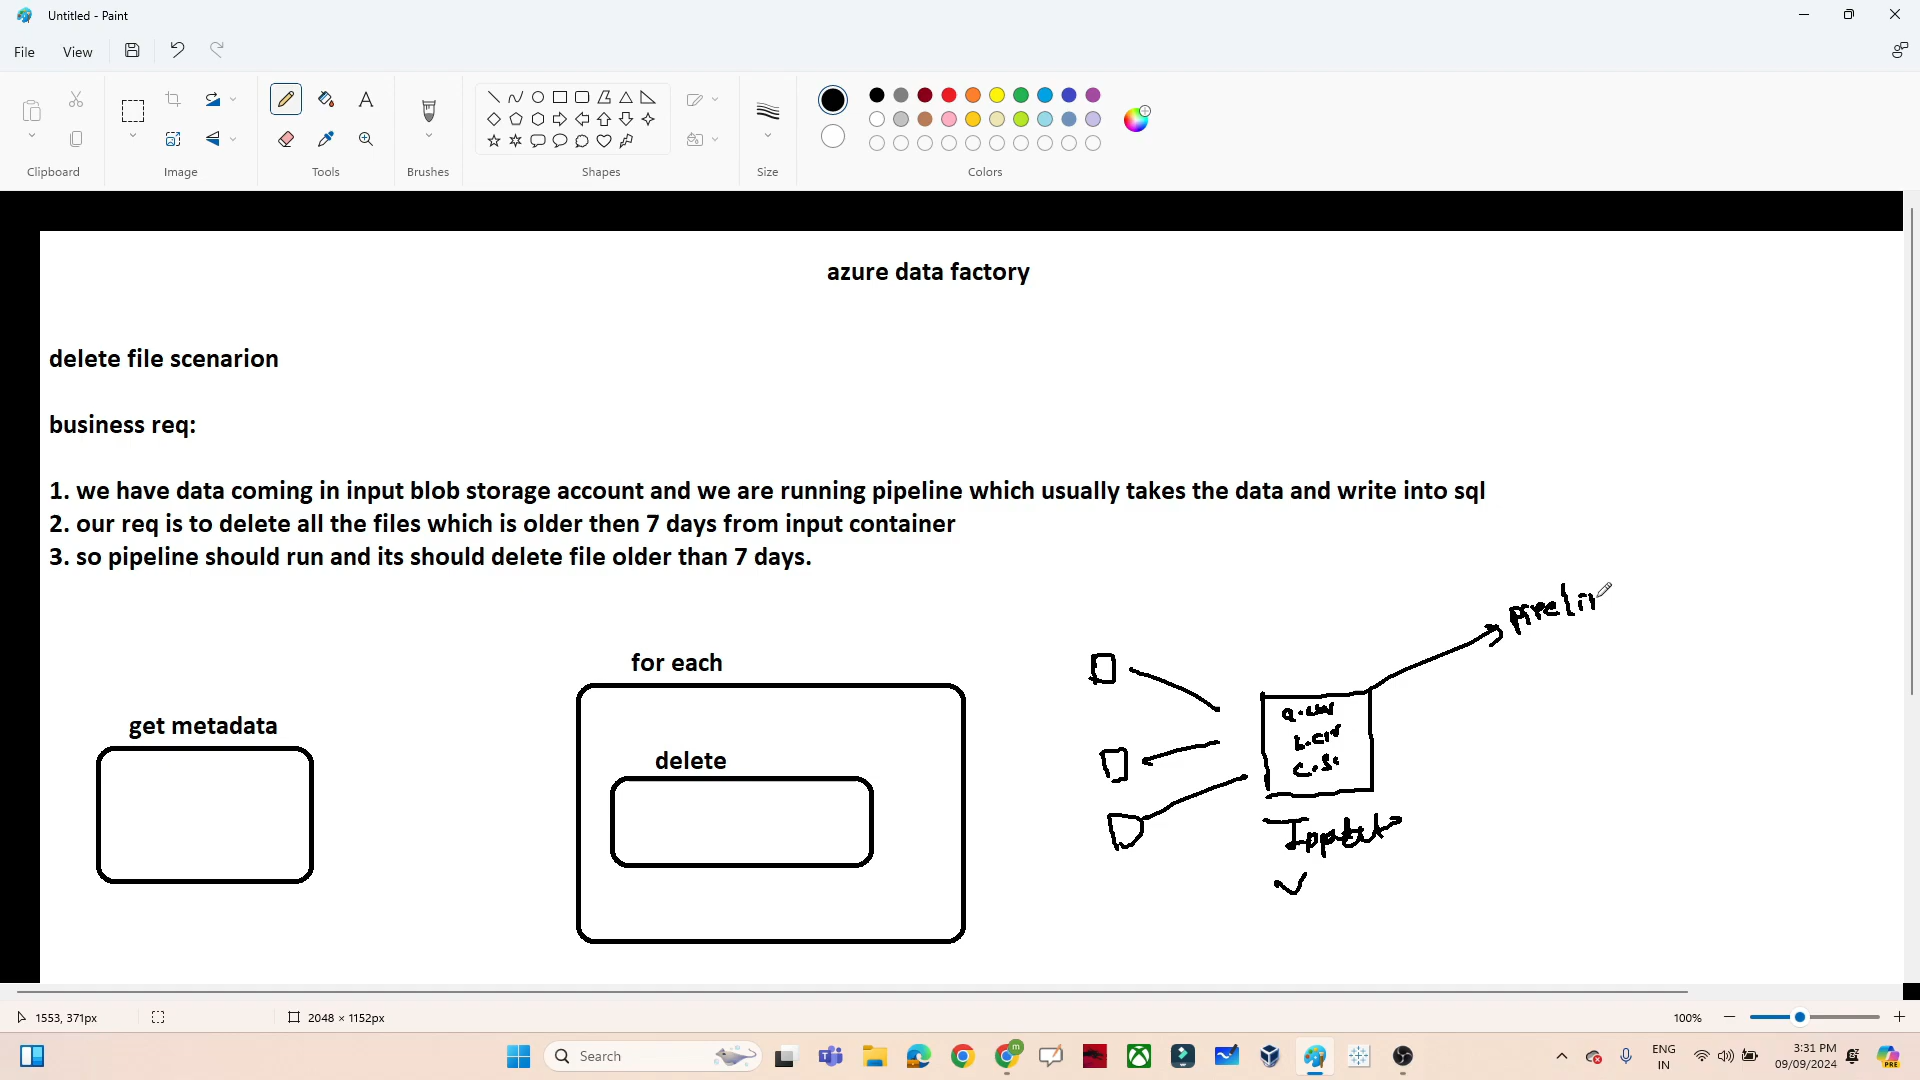 Untitled - Paint
File
View
Clipboard
Image
Tools
Brushes
Shapes
Size
Colors
azure data factory
delete file scenarion
business req:
1. we have data coming in input blob storage account and we are running pipeline which usually takes the data and write into sql
2. our req is to delete all the files which is older then 7 days from input container
3. so pipeline should run and its should delete file older than 7 days.
pipelin
for each
get metadata
delete
1553, 371px
2048 × 1152px
100%
Search
ENG
IN
3:31 PM
09/09/2024